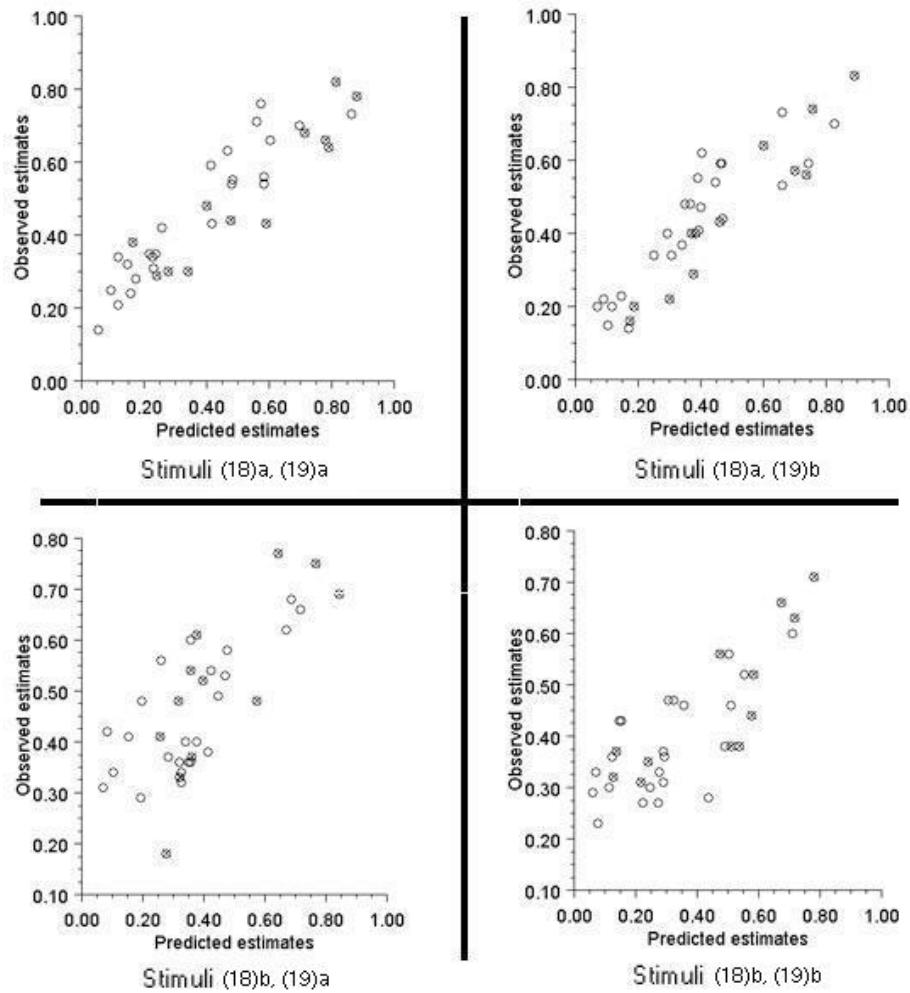 1.00
0.80
0.60
0.40
0.20
0.00
Observed estimates
0.00 0.20 0.40 0.60 0.80 1.00
Predicted estimates
Stimuli (18)a, (19)a
1.00
0.80
0.60
0.40
0.20
0.00
Observed estimates
0.00 0.20 0.40 0.60 0.80 1.00
Predicted estimates
Stimuli (18)a, (19)b
0.80
0.70
0.60
0.50
0.40
0.30
0.20
0.10
Observed estimates
0.00 0.20 0.40 0.60 0.80 1.00
Predicted estimates
Stimuli (18)b, (19)a
0.80
0.70
0.60
0.50
0.40
0.30
0.20
0.10
Observed estimates
0.00 0.20 0.40 0.60 0.80 1.00
Predicted estimates
Stimuli (18)b, (19)b